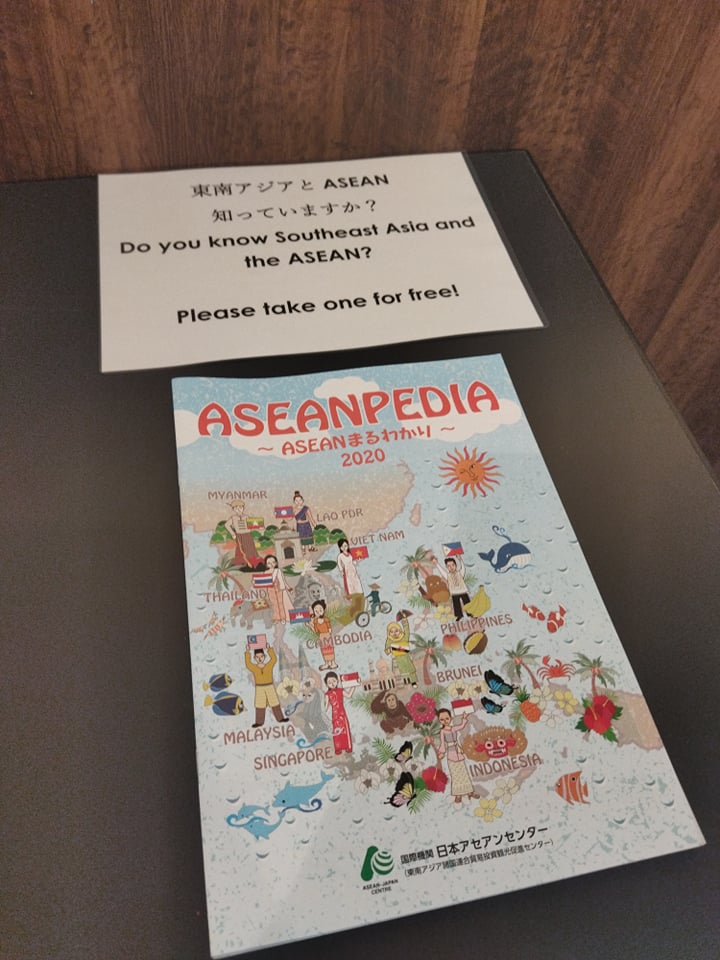 東南アジアと ASEAN
知っていますか？
Do you know Southeast Asia and
the ASEAN?
Please take one for free!
ASEANPEDIA
～ ASEANまるわかり ～
2020
MYANMAR
LAO PDR
VIET NAM
THAILAND
CAMBODIA
PHILIPPINES
BRUNEI
MALAYSIA
SINGAPORE
INDONESIA
ASEAN-JAPAN
CENTRE
国際機関 日本アセアンセンター
（東南アジア諸国連合貿易投資観光促進センター）